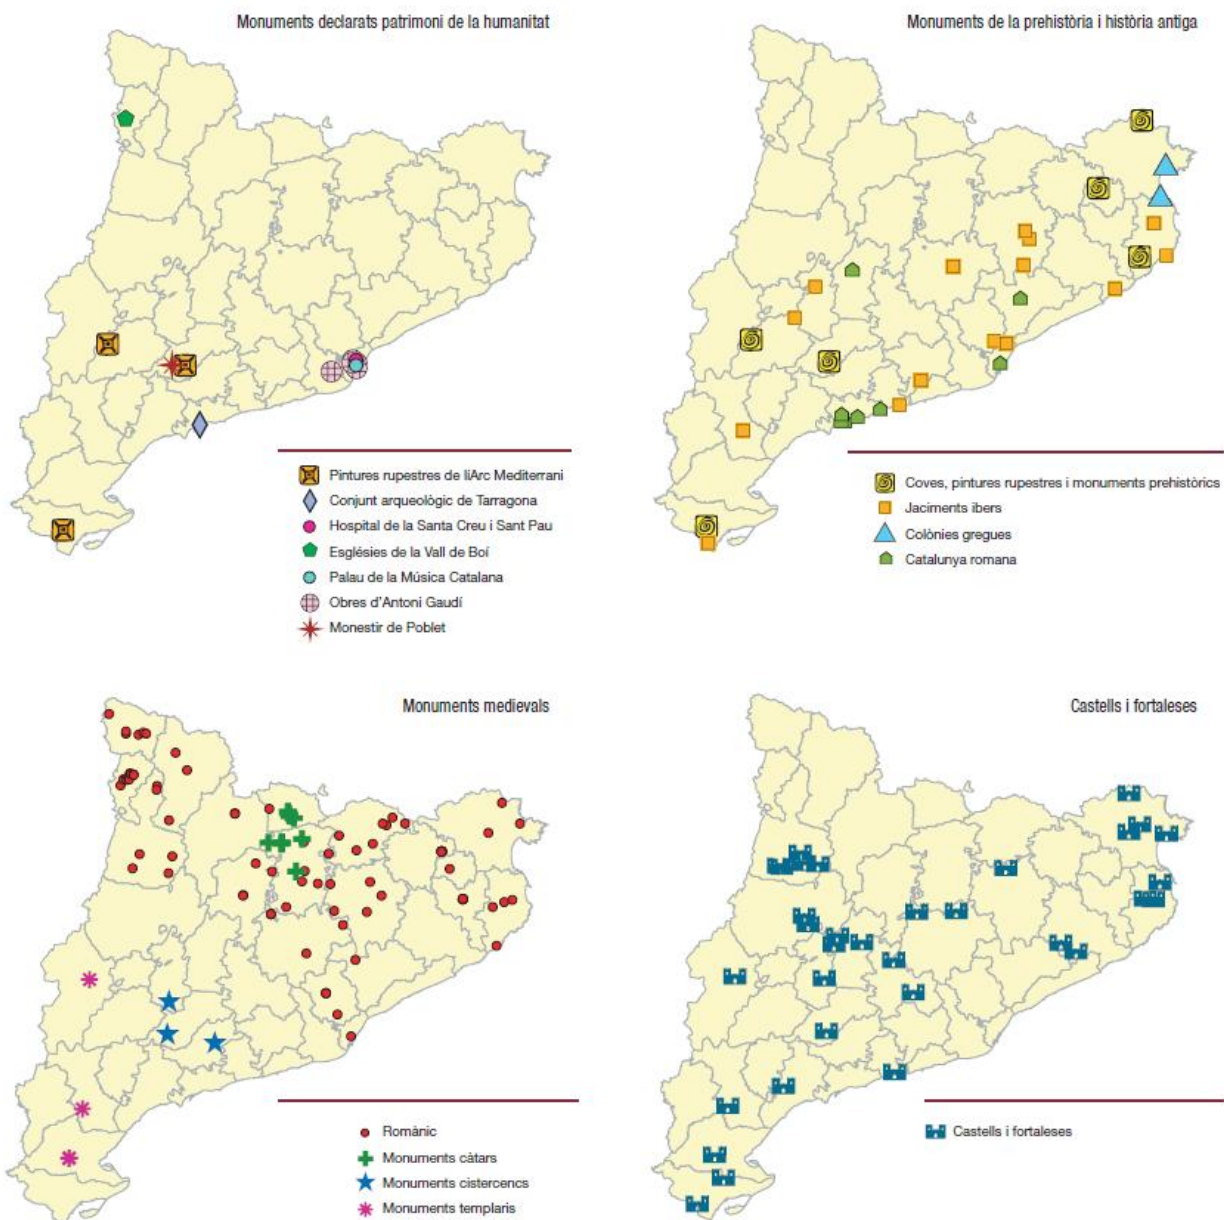 Monuments declarats patrimoni de la humanitat
Pintures rupestres de liArc Mediterrani
Conjunt arqueològic de Tarragona
Hospital de la Santa Creu i Sant Pau
Esglésies de la Vall de Boí
Palau de la Música Catalana
Obres d'Antoni Gaudí
Monestir de Poblet
Monuments de la prehistòria i història antiga
Coves, pintures rupestres i monuments prehistòrics
Jaciments ibers
Colònies gregues
Catalunya romana
Monuments medievals
Romànic
Monuments càtars
Monuments cistercencs
Monuments templaris
Castells i fortaleses
Castells i fortaleses